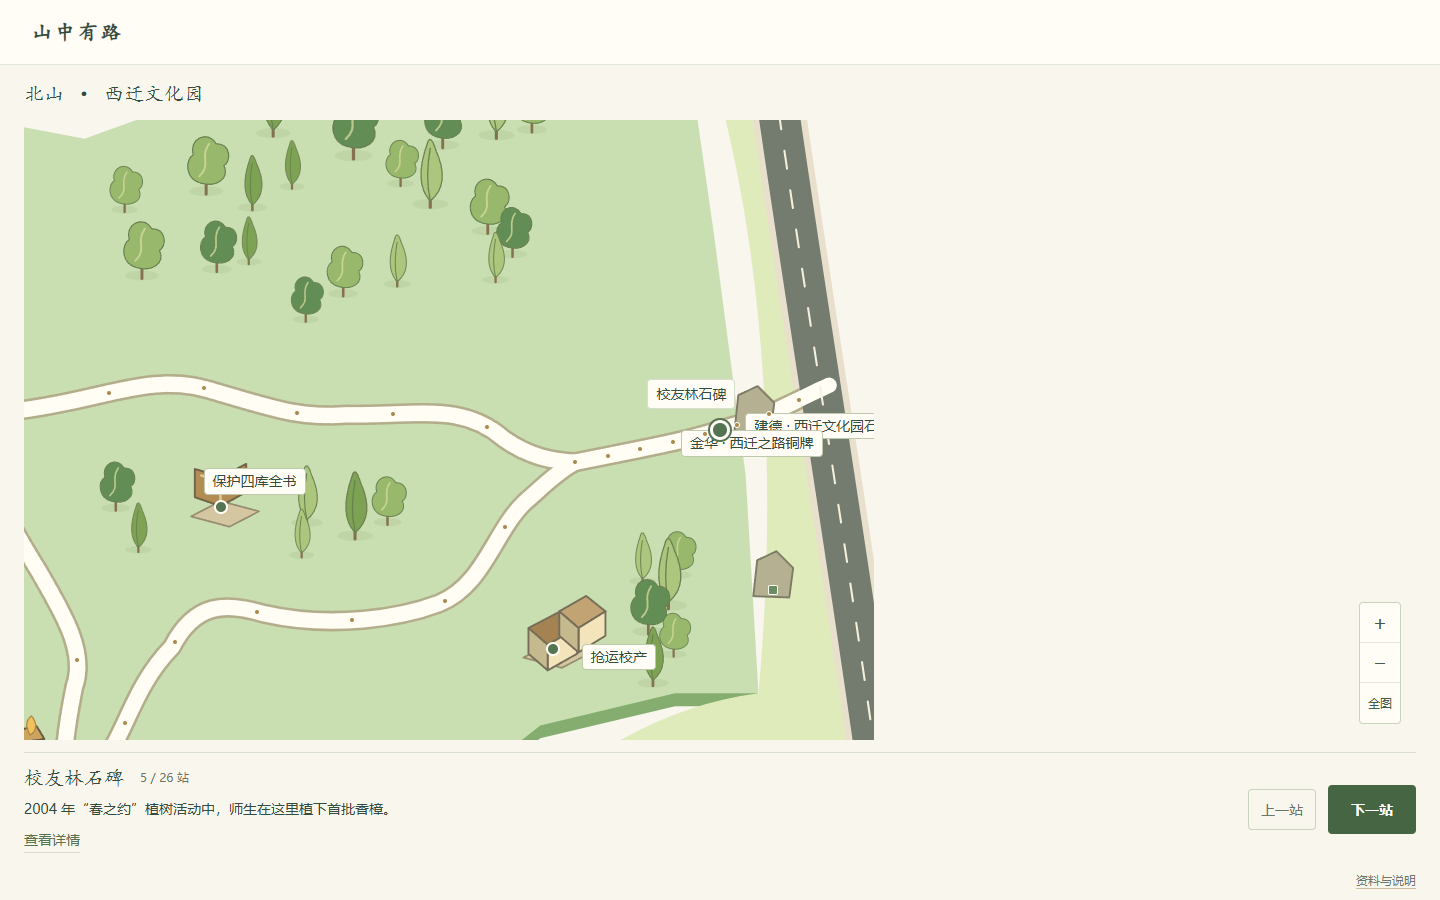 山中有路
北山 • 西迁文化园
校友林石碑
建德 · 西迁文化园石
金华 · 西迁之路铜牌
保护四库全书
抢运校产
+
−
全图
校友林石碑 5 / 26 站
2004 年“春之约”植树活动中，师生在这里植下首批香樟。
查看详情
上一站
下一站
资料与说明